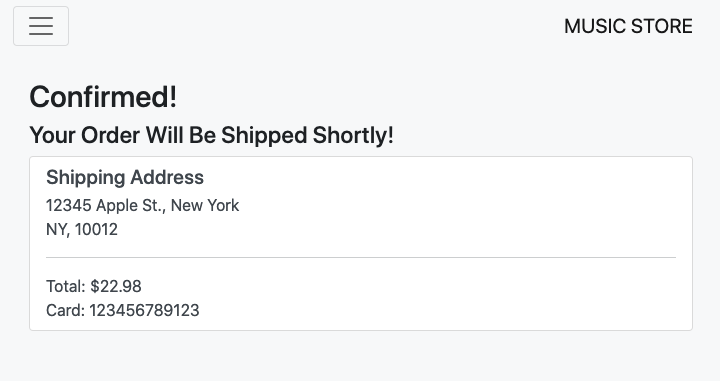 MUSIC STORE
Confirmed!
Your Order Will Be Shipped Shortly!
Shipping Address
12345 Apple St., New York
NY, 10012
Total: $22.98
Card: 123456789123